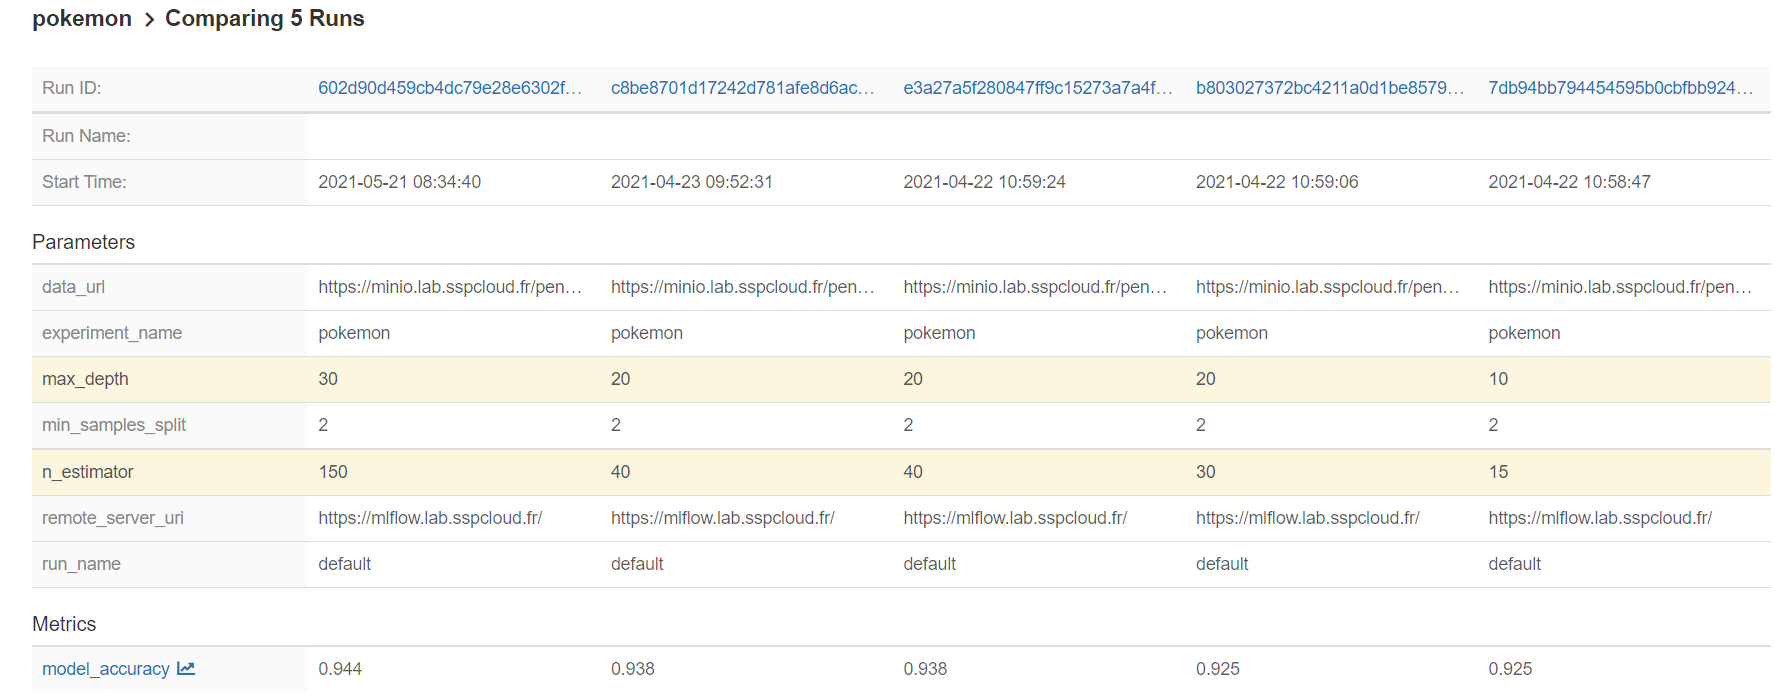 pokemon > Comparing 5 Runs
Run ID: 602d90d459cb4dc79e28e6302f... c8be8701d17242d781afe8d6ac... e3a27a5f280847ff9c15273a7a4f... b803027372bc4211a0d1be8579... 7db94bb794454595b0cbfbb924...
Run Name:
Start Time: 2021-05-21 08:34:40 2021-04-23 09:52:31 2021-04-22 10:59:24 2021-04-22 10:59:06 2021-04-22 10:58:47
Parameters
data_url https://minio.lab.sspcloud.fr/pen... https://minio.lab.sspcloud.fr/pen... https://minio.lab.sspcloud.fr/pen... https://minio.lab.sspcloud.fr/pen... https://minio.lab.sspcloud.fr/pen...
experiment_name pokemon pokemon pokemon pokemon pokemon
max_depth 30 20 20 20 10
min_samples_split 2 2 2 2 2
n_estimator 150 40 40 30 15
remote_server_uri https://mlflow.lab.sspcloud.fr/ https://mlflow.lab.sspcloud.fr/ https://mlflow.lab.sspcloud.fr/ https://mlflow.lab.sspcloud.fr/ https://mlflow.lab.sspcloud.fr/
run_name default default default default default
Metrics
model_accuracy 0.944 0.938 0.938 0.925 0.925